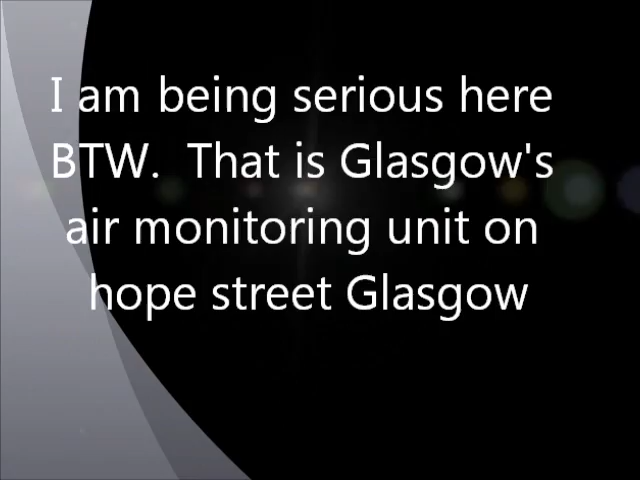 I am being serious here
BTW.  That is Glasgow's
air monitoring unit on
hope street Glasgow